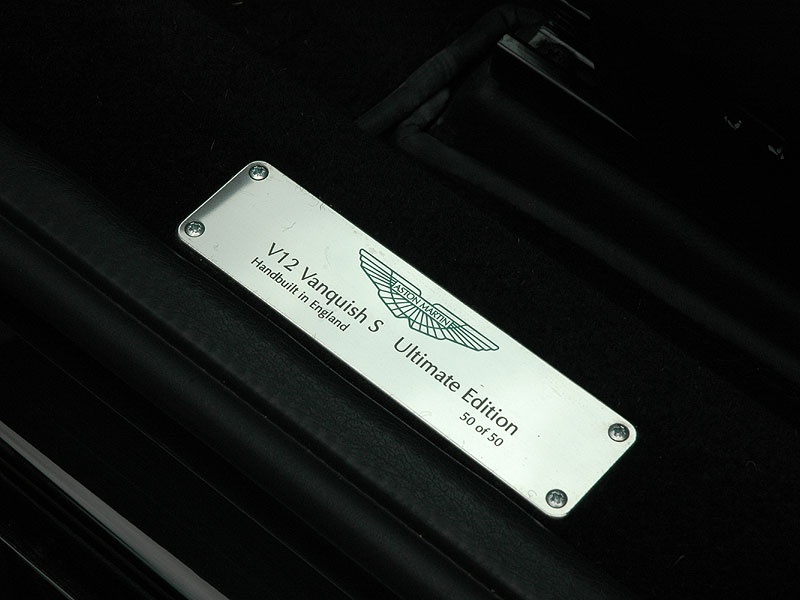 ASTON MARTIN
V12 Vanquish S Ultimate Edition
Handbuilt in England
50 of 50